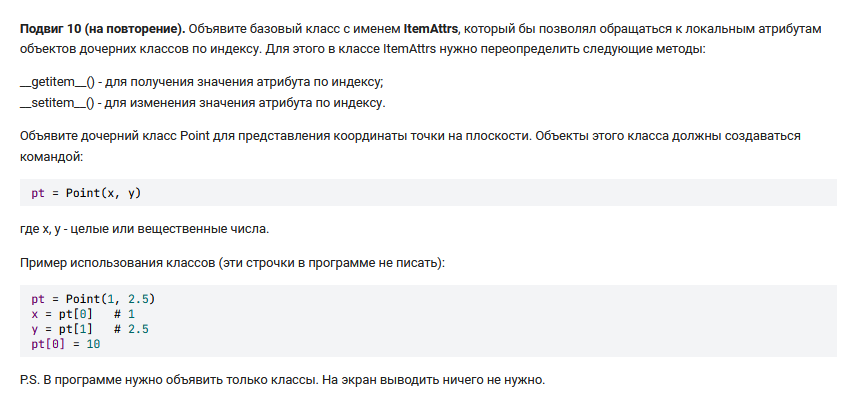 Подвиг 10 (на повторение). Объявите базовый класс с именем ItemAttrs, который бы позволял обращаться к локальным атрибутам
объектов дочерних классов по индексу. Для этого в классе ItemAttrs нужно переопределить следующие методы:
__getitem__() - для получения значения атрибута по индексу;
__setitem__() - для изменения значения атрибута по индексу.
Объявите дочерний класс Point для представления координаты точки на плоскости. Объекты этого класса должны создаваться
командой:
pt = Point(x, y)
где x, y - целые или вещественные числа.
Пример использования классов (эти строчки в программе не писать):
pt = Point(1, 2.5)
x = pt[0]   # 1
y = pt[1]   # 2.5
pt[0] = 10
P.S. В программе нужно объявить только классы. На экран выводить ничего не нужно.